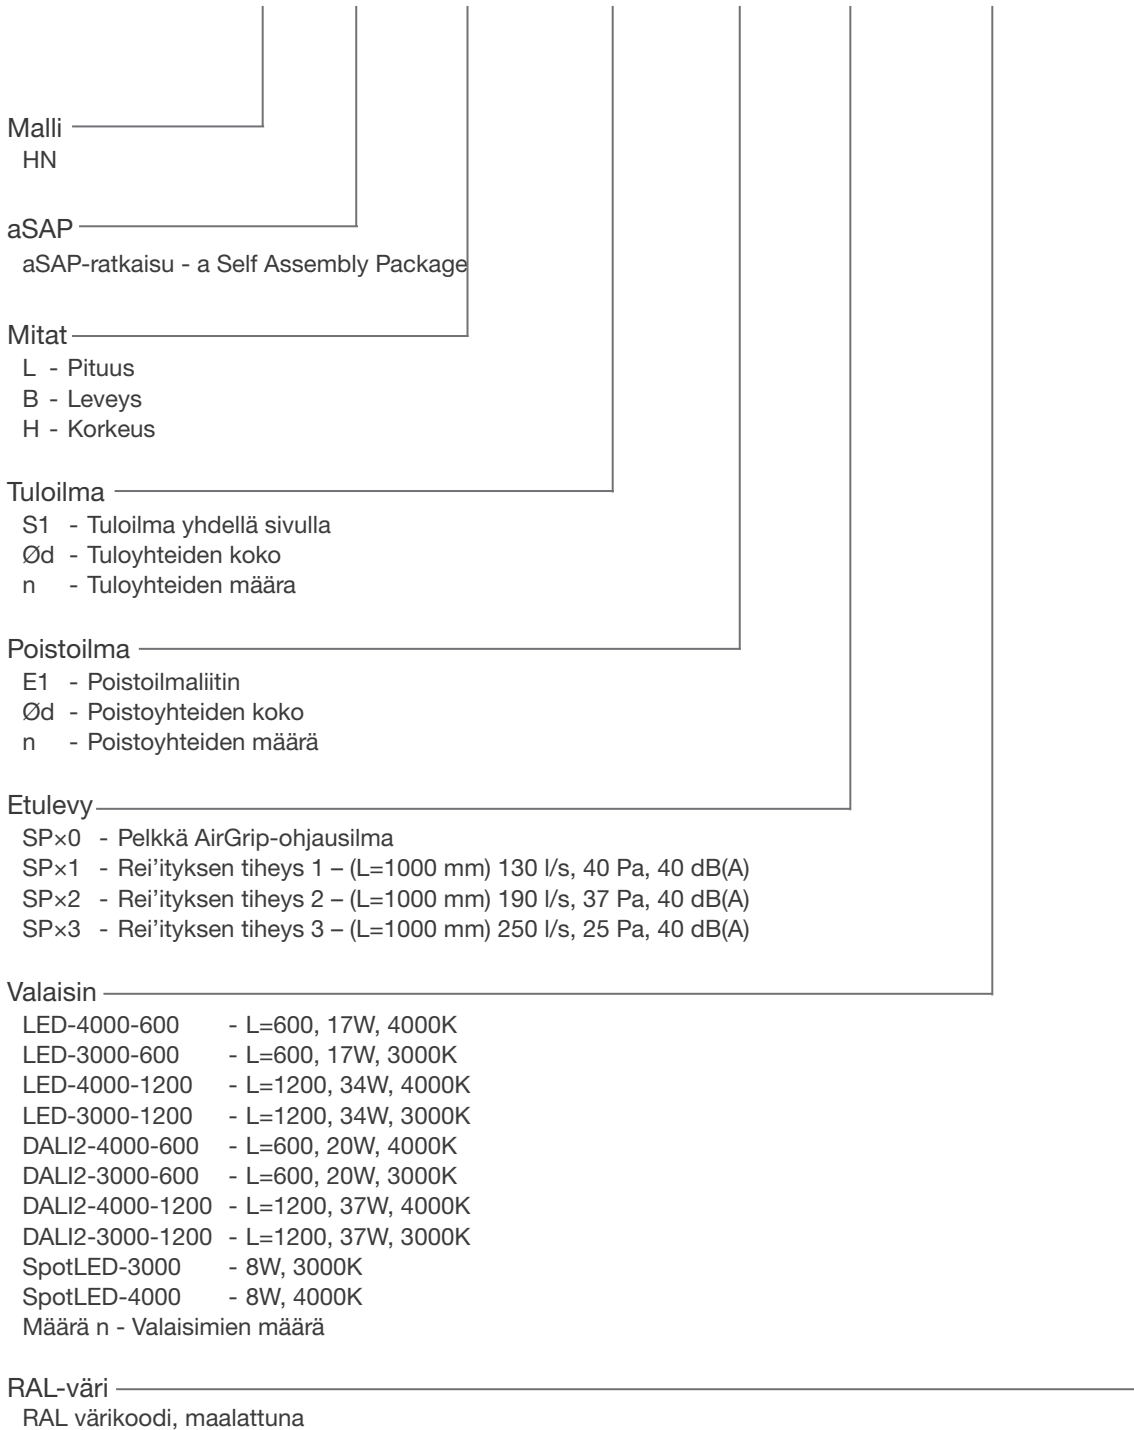 Malli
HN
aSAP
aSAP-ratkaisu - a Self Assembly Package
Mitat
L - Pituus
B - Leveys
H - Korkeus
Tuloilma
S1 - Tuloilma yhdellä sivulla
Ød - Tuloyhteiden koko
n - Tuloyhteiden määra
Poistoilma
E1 - Poistoilmaliitin
Ød - Poistoyhteiden koko
n - Poistoyhteiden määrä
Etulevy
SP×0 - Pelkkä AirGrip-ohjausilma
SP×1 - Rei’ityksen tiheys 1 – (L=1000 mm) 130 l/s, 40 Pa, 40 dB(A)
SP×2 - Rei’ityksen tiheys 2 – (L=1000 mm) 190 l/s, 37 Pa, 40 dB(A)
SP×3 - Rei’ityksen tiheys 3 – (L=1000 mm) 250 l/s, 25 Pa, 40 dB(A)
Valaisin
LED-4000-600 - L=600, 17W, 4000K
LED-3000-600 - L=600, 17W, 3000K
LED-4000-1200 - L=1200, 34W, 4000K
LED-3000-1200 - L=1200, 34W, 3000K
DALI2-4000-600 - L=600, 20W, 4000K
DALI2-3000-600 - L=600, 20W, 3000K
DALI2-4000-1200 - L=1200, 37W, 4000K
DALI2-3000-1200 - L=1200, 37W, 3000K
SpotLED-3000 - 8W, 3000K
SpotLED-4000 - 8W, 4000K
Määrä n - Valaisimien määrä
RAL-väri
RAL värikoodi, maalattuna